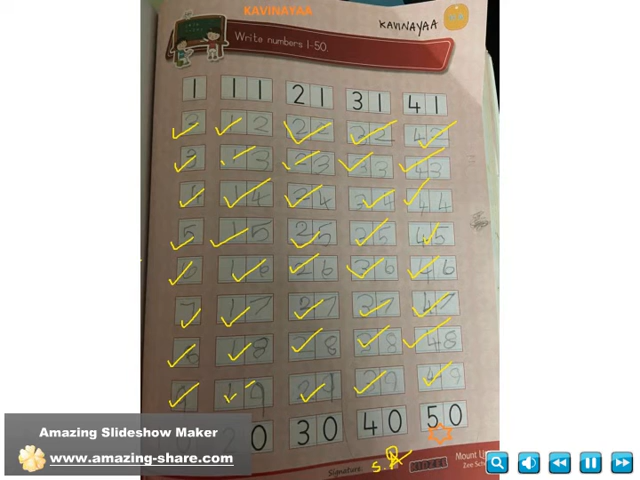 KAVINAYAA
KAVINAYAA
Write numbers 1-50.
1 11 21 31 41
2 12 22 32 42
3 13 23 33 43
4 14 24 34 44
5 15 25 35 45
6 16 26 36 46
7 17 27 37 47
18 28 38 48
9 19 29 39 49
20 30 40 50
Signature
KIDZEE
Mount
Amazing Slideshow Maker
www.amazing-share.com